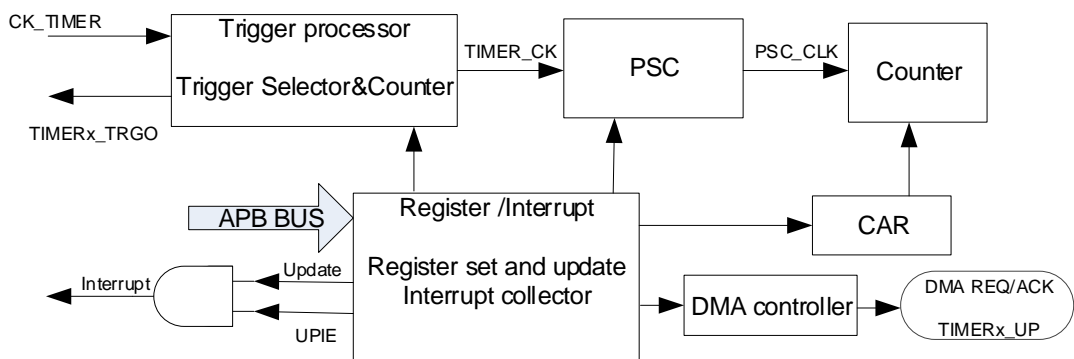 CK_TIMER
Trigger processor
Trigger Selector&Counter
TIMERx_TRGO
TIMER_CK
PSC
PSC_CLK
Counter
APB BUS
Register /Interrupt
Register set and update
Interrupt collector
CAR
Interrupt
Update
UPIE
DMA controller
DMA REQ/ACK
TIMERx_UP